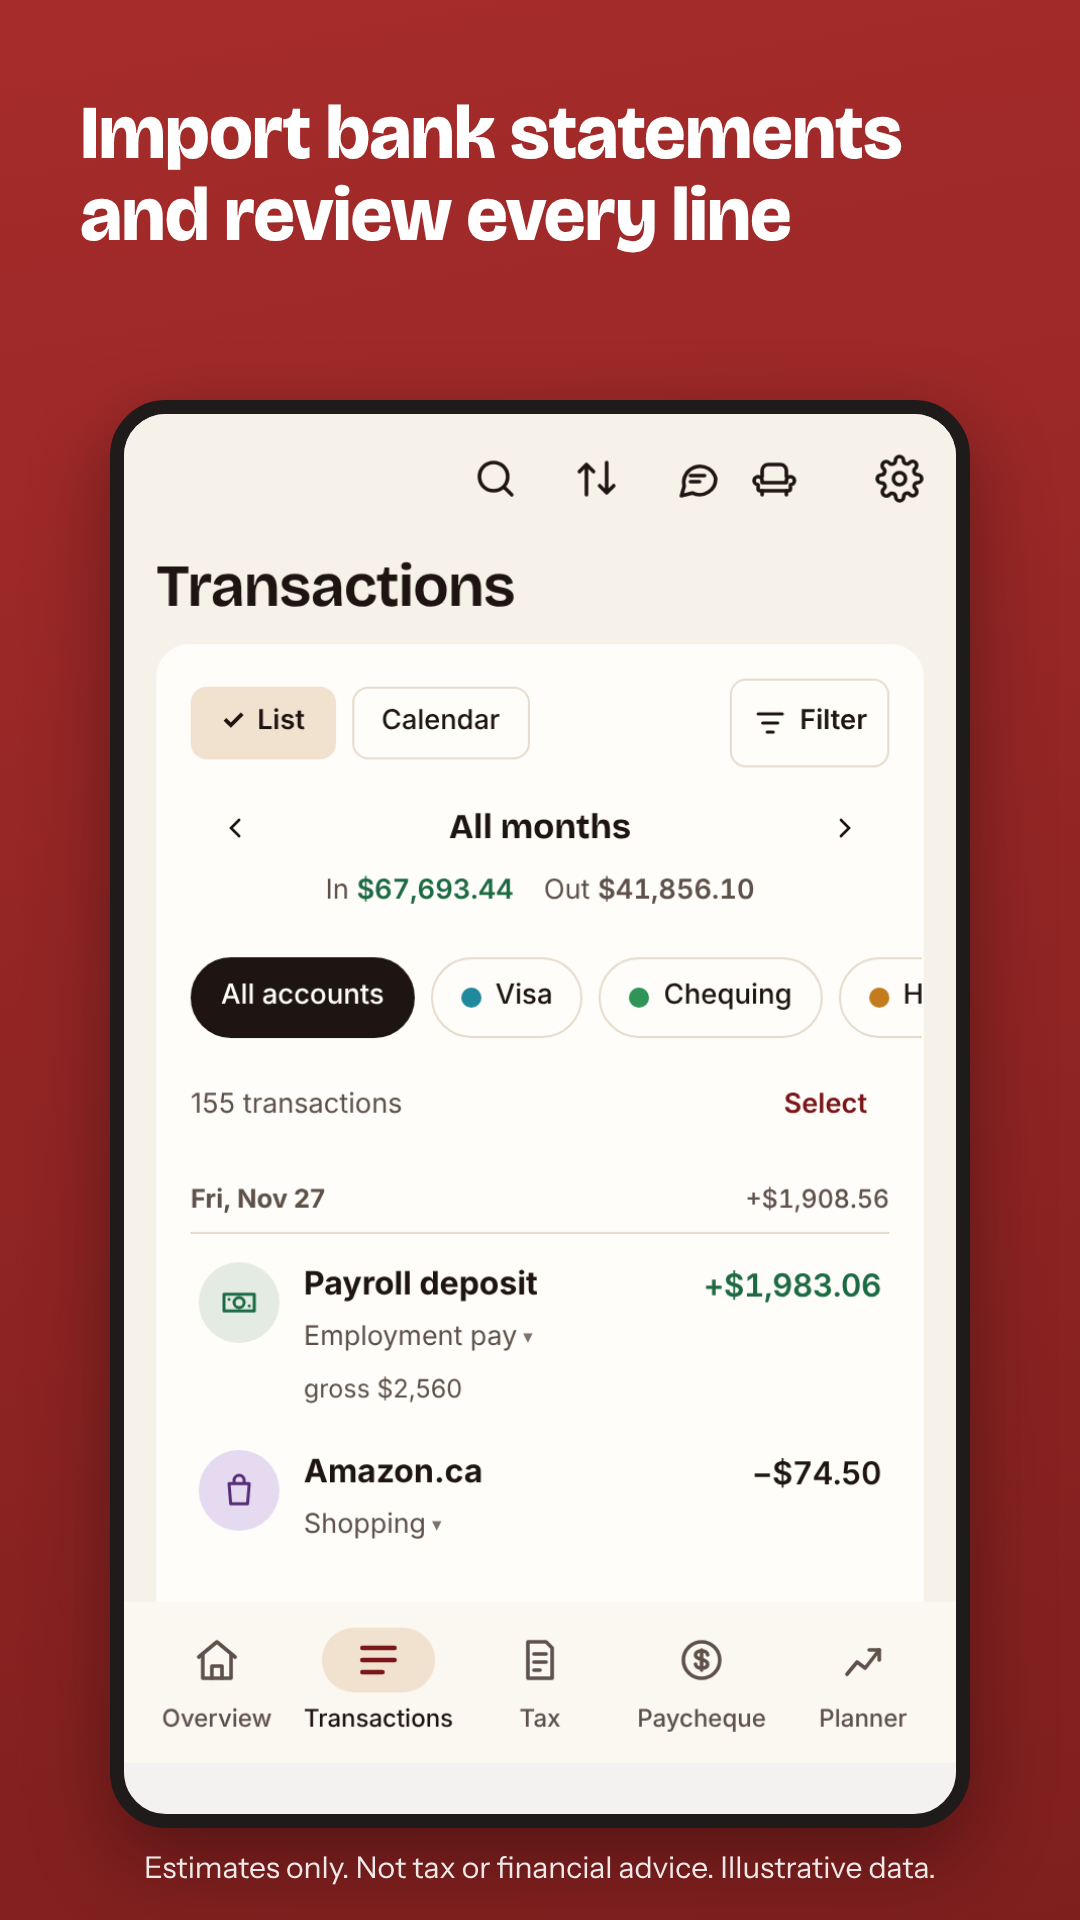 Import bank statements
and review every line
Transactions
List
Calendar
Filter
All months
In $67,693.44 Out $41,856.10
All accounts
Visa
Chequing
H
155 transactions
Select
Fri, Nov 27
+$1,908.56
Payroll deposit
+$1,983.06
Employment pay
gross $2,560
Amazon.ca
−$74.50
Shopping
Overview
Transactions
Tax
Paycheque
Planner
Estimates only. Not tax or financial advice. Illustrative data.